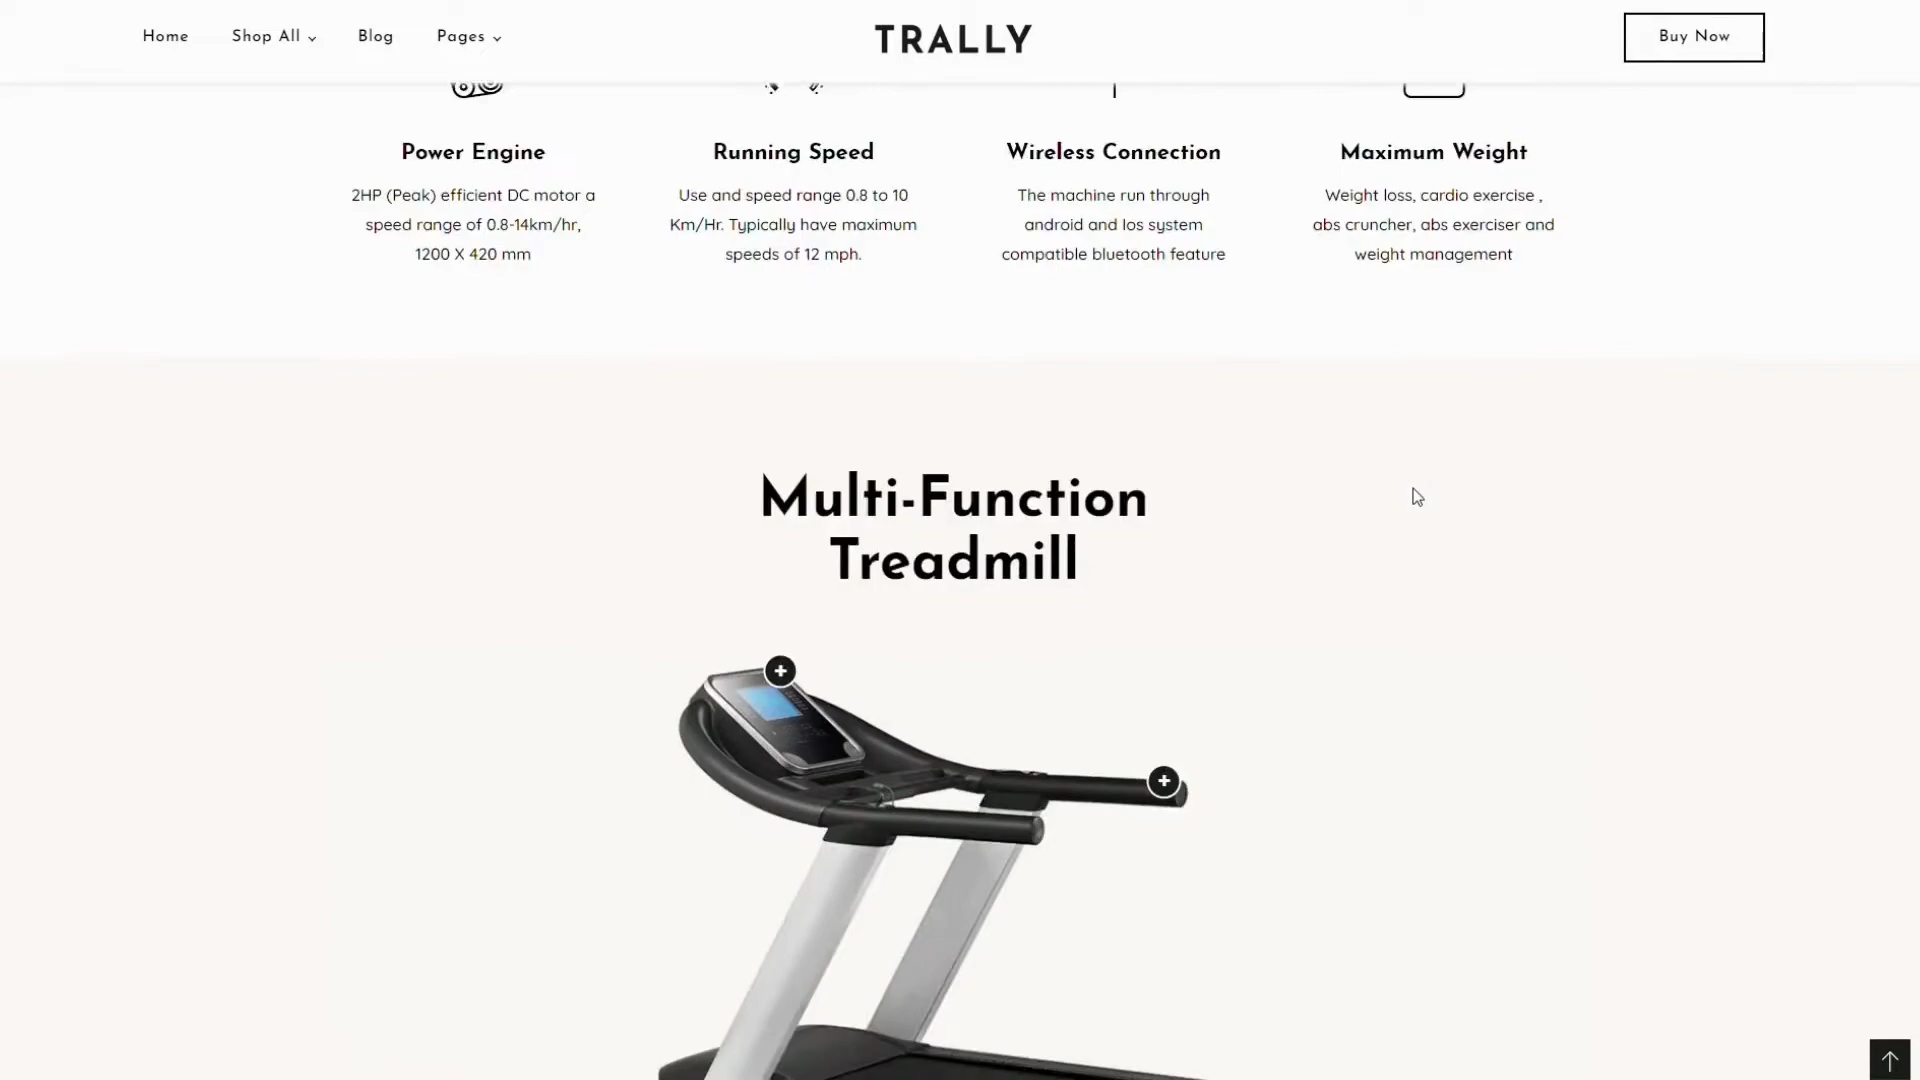 Home
Shop All
Blog
Pages
TRALLY
Buy Now
Power Engine
2HP (Peak) efficient DC motor a
speed range of 0.8-14km/hr,
1200 X 420 mm
Running Speed
Use and speed range 0.8 to 10
Km/Hr. Typically have maximum
speeds of 12 mph.
Wireless Connection
The machine run through
android and Ios system
compatible bluetooth feature
Maximum Weight
Weight loss, cardio exercise ,
abs cruncher, abs exerciser and
weight management
Multi-Function
Treadmill